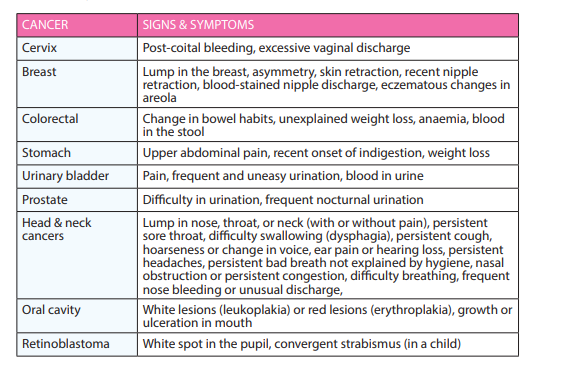 CANCER SIGNS & SYMPTOMS
Cervix Post-coital bleeding, excessive vaginal discharge
Breast Lump in the breast, asymmetry, skin retraction, recent nipple
retraction, blood-stained nipple discharge, eczematous changes in
areola
Colorectal Change in bowel habits, unexplained weight loss, anaemia, blood
in the stool
Stomach Upper abdominal pain, recent onset of indigestion, weight loss
Urinary bladder Pain, frequent and uneasy urination, blood in urine
Prostate Difficulty in urination, frequent nocturnal urination
Head & neck Lump in nose, throat, or neck (with or without pain), persistent
cancers sore throat, difficulty swallowing (dysphagia), persistent cough,
hoarseness or change in voice, ear pain or hearing loss, persistent
headaches, persistent bad breath not explained by hygiene, nasal
obstruction or persistent congestion, difficulty breathing, frequent
nose bleeding or unusual discharge,
Oral cavity White lesions (leukoplakia) or red lesions (erythroplakia), growth or
ulceration in mouth
Retinoblastoma White spot in the pupil, convergent strabismus (in a child)